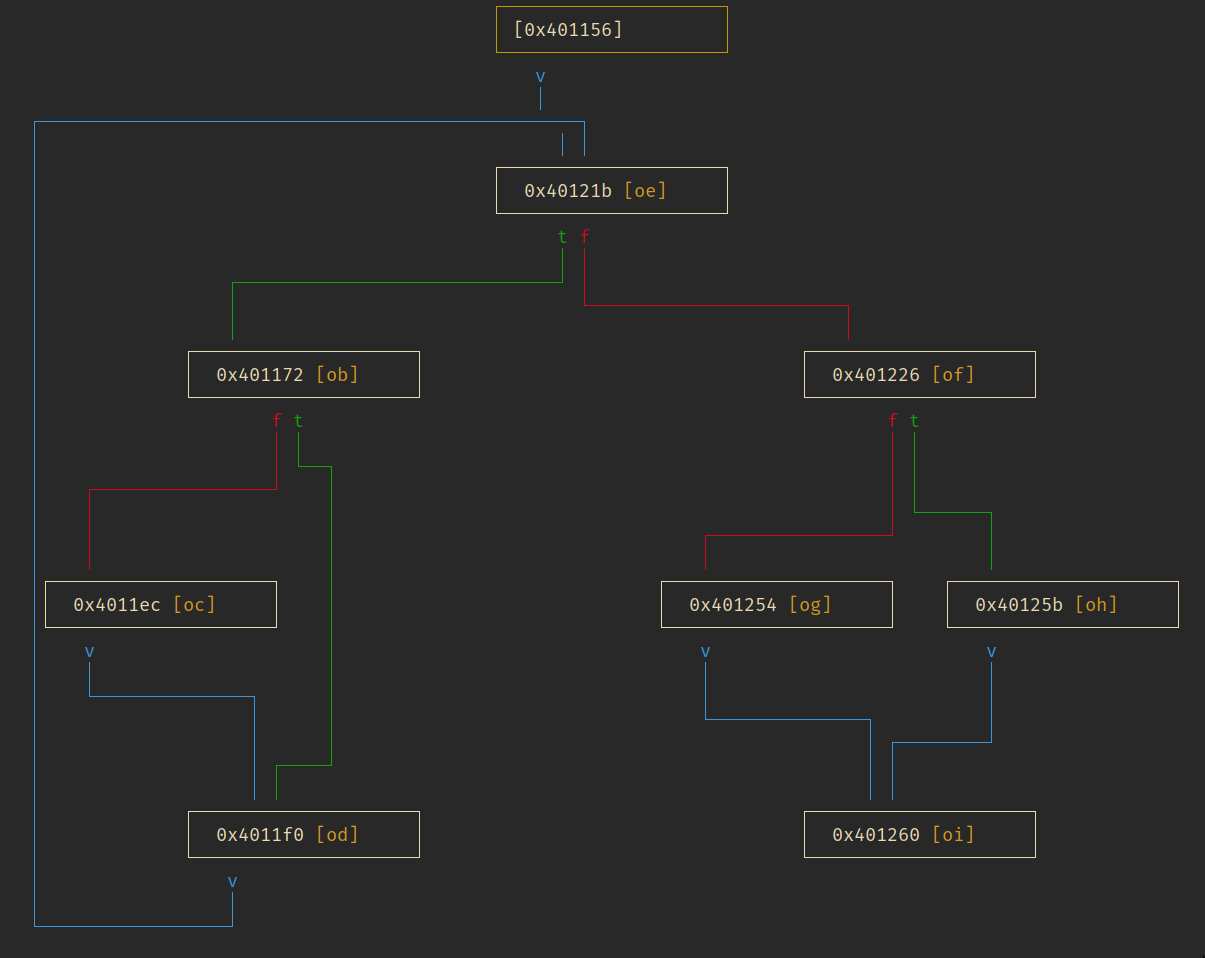 [0x401156]
v
0x40121b [oe]
t f
0x401172 [ob]
0x401226 [of]
f t
f t
0x4011ec [oc]
0x401254 [og]
0x40125b [oh]
v
v
v
0x4011f0 [od]
0x401260 [oi]
v